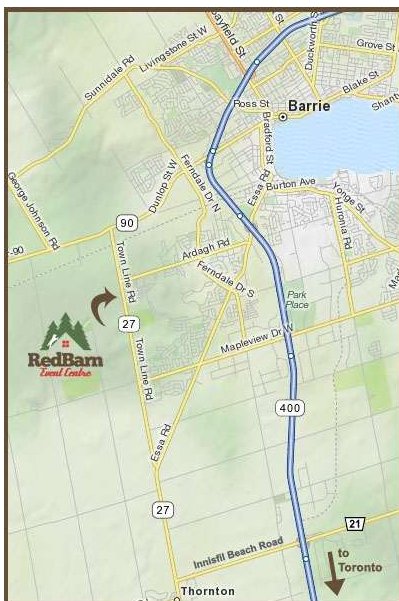 Bayfield St
St
Duckworth St
Livingstone St W
Grove St
Sunnidale Rd
Blake St
Ross St
Barrie
Shanty
Bradford St
Dunlop St W
Ferndale Dr N
Essa Rd
Burton Ave
George Johnson Rd
Yonge St
Huronia Rd
90
90
Town Line Rd
Ardagh Rd
Ferndale Dr S
Park
Place
27
RedBarn
Event Centre
Town Line Rd
Mapleview Dr W
400
Essa Rd
27
21
Innisfil Beach Road
to
Toronto
Thornton